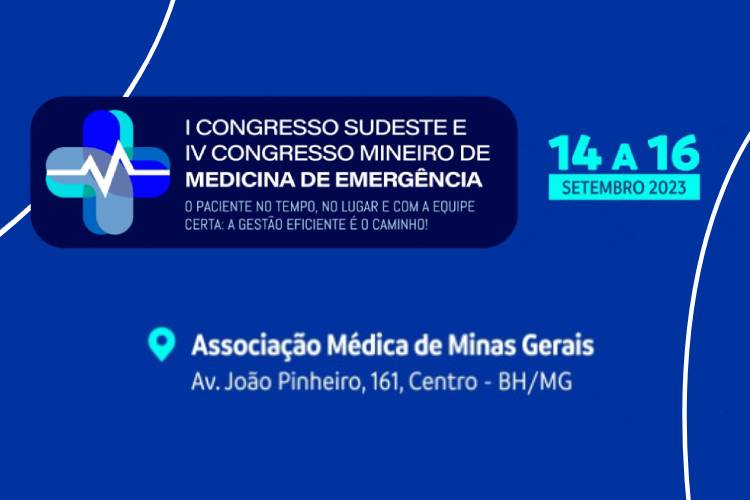 I CONGRESSO SUDESTE E
IV CONGRESSO MINEIRO DE
MEDICINA DE EMERGÊNCIA
O PACIENTE NO TEMPO, NO LUGAR E COM A EQUIPE
CERTA: A GESTÃO EFICIENTE É O CAMINHO!
14 A 16
SETEMBRO 2023
Associação Médica de Minas Gerais
Av. João Pinheiro, 161, Centro - BH/MG